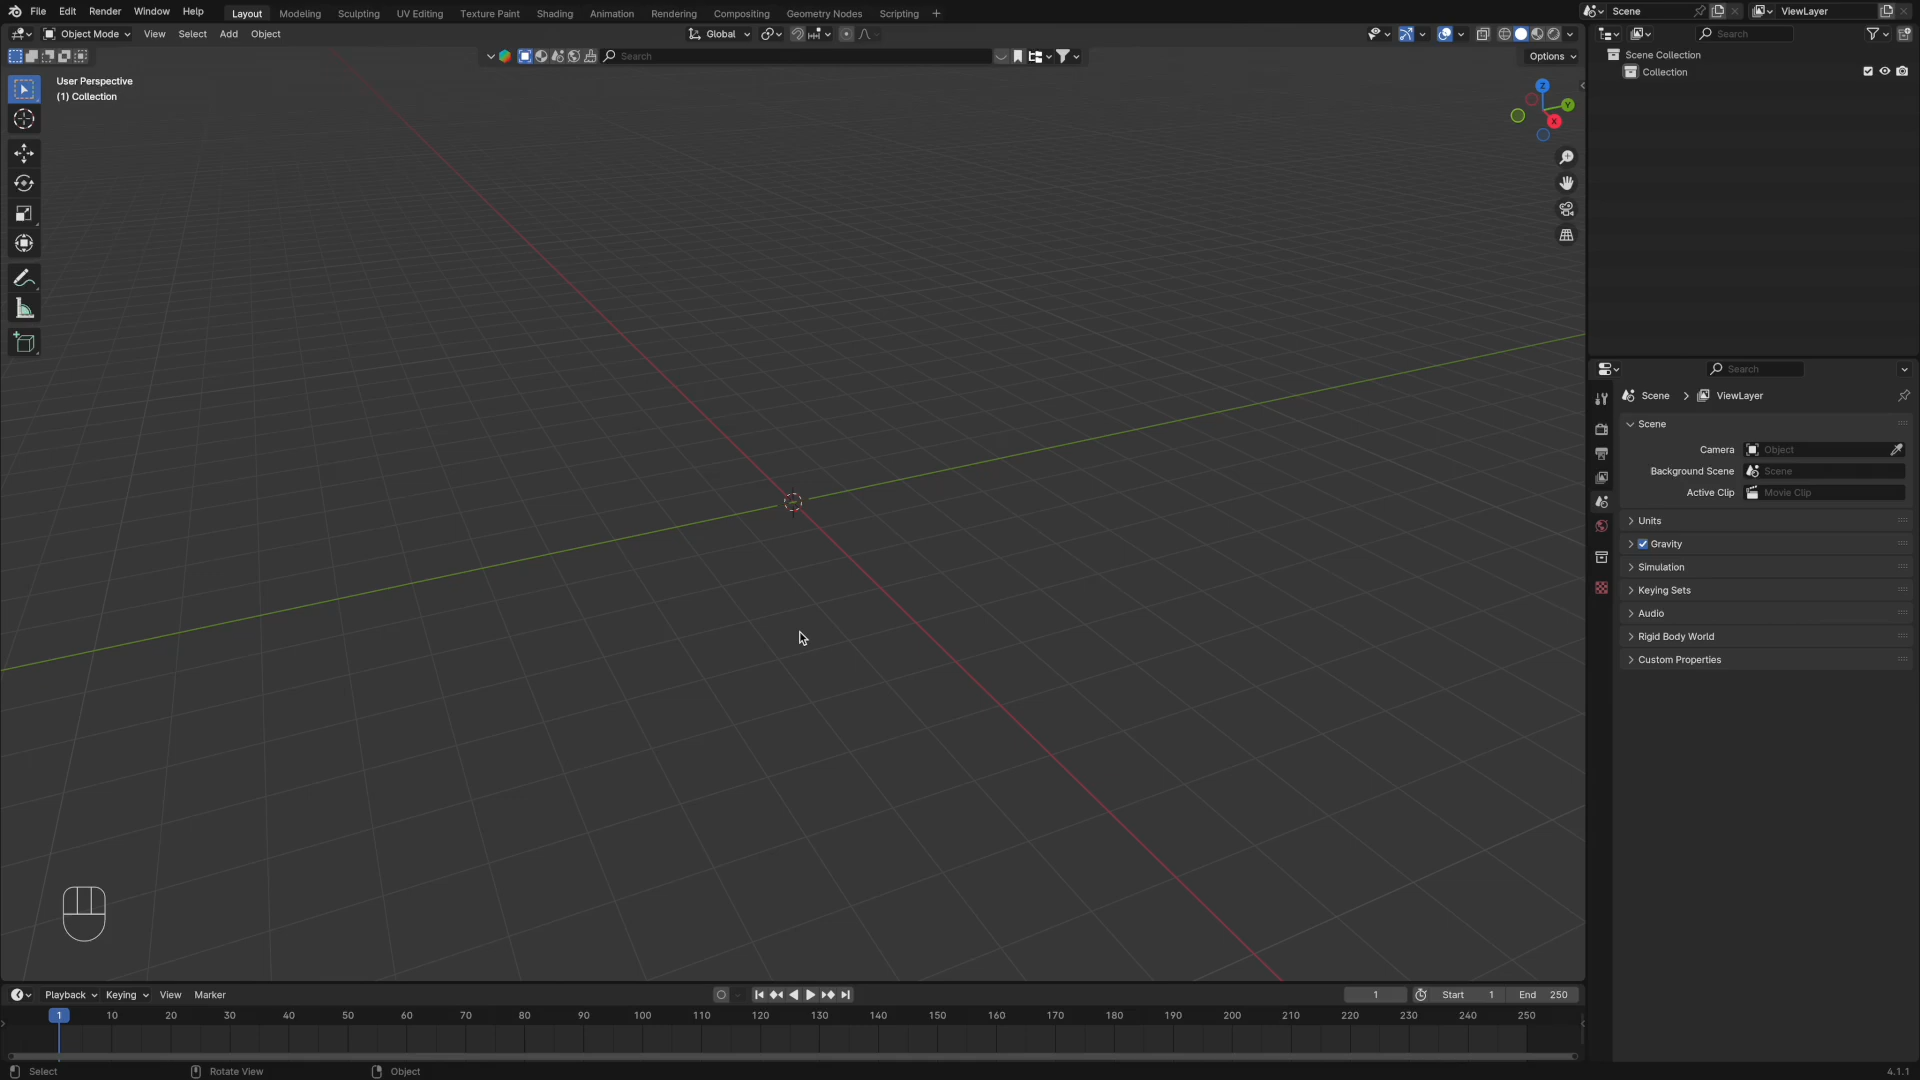 File Edit Render Window Help Layout Modeling Sculpting UV Editing Texture Paint Shading Animation Rendering Compositing Geometry Nodes Scripting + Scene ViewLayer
Object Mode View Select Add Object Global Search
Search Options
User Perspective
(1) Collection
Z
Y
X
Scene Collection
Collection
Search
Scene ViewLayer
Scene
Camera Object
Background Scene Scene
Active Clip Movie Clip
Units
Gravity
Simulation
Keying Sets
Audio
Rigid Body World
Custom Properties
Playback Keying View Marker 1 Start 1 End 250
1 10 20 30 40 50 60 70 80 90 100 110 120 130 140 150 160 170 180 190 200 210 220 230 240 250
Select Rotate View Object 4.1.1